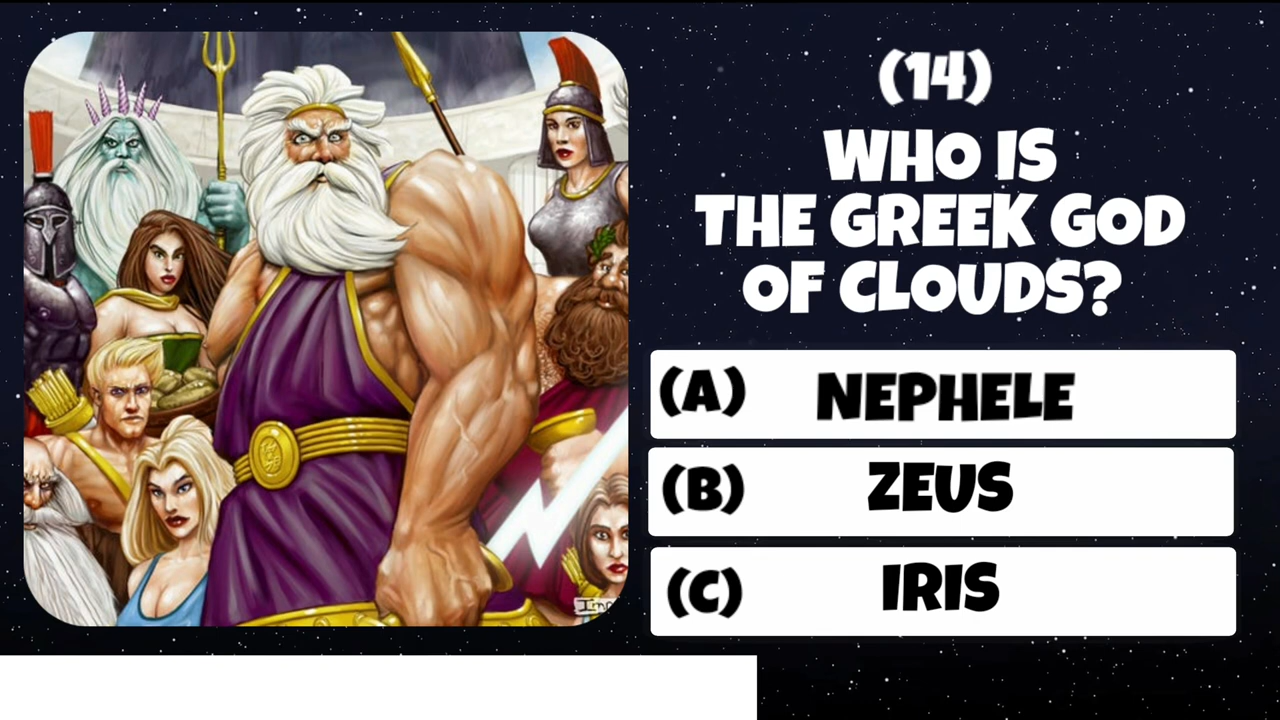 (14)
WHO IS
THE GREEK GOD
OF CLOUDS?
(A) NEPHELE
(B) ZEUS
(C) IRIS